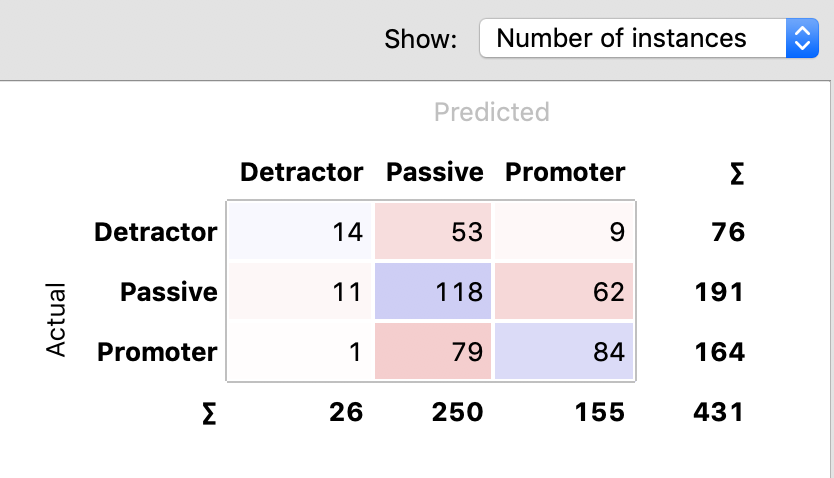 Show: Number of instances
Predicted
Detractor Passive Promoter Σ
Detractor 14 53 9 76
Passive 11 118 62 191
Promoter 1 79 84 164
Σ 26 250 155 431
Actual